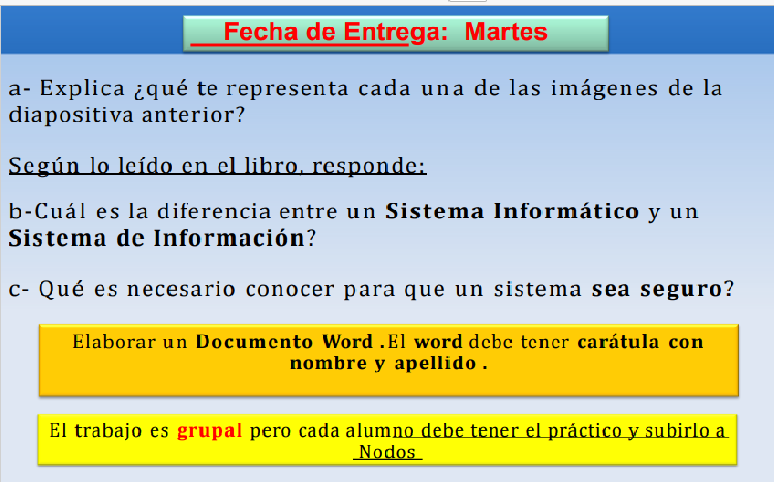 Fecha de Entrega:  Martes
a- Explica ¿qué te representa cada una de las imágenes de la
diapositiva anterior?
Según lo leído en el libro, responde:
b-Cuál es la diferencia entre un Sistema Informático y un
Sistema de Información?
c- Qué es necesario conocer para que un sistema sea seguro?
Elaborar un Documento Word .El word debe tener carátula con
nombre y apellido .
El trabajo es grupal pero cada alumno debe tener el práctico y subirlo a
Nodos